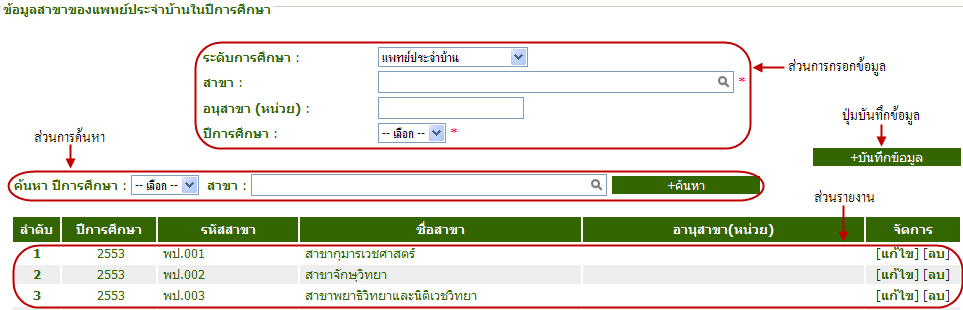 ข้อมูลสาขาของแพทย์ประจำบ้านในปีการศึกษา
ระดับการศึกษา : แพทย์ประจำบ้าน
ส่วนการกรอกข้อมูล
สาขา : *
อนุสาขา (หน่วย) :
ปีการศึกษา : -- เลือก -- *
ปุ่มบันทึกข้อมูล
ส่วนการค้นหา
+บันทึกข้อมูล
ค้นหา ปีการศึกษา : -- เลือก -- สาขา : +ค้นหา
ส่วนรายงาน
ลำดับ ปีการศึกษา รหัสสาขา ชื่อสาขา อานุสาขา(หน่วย) จัดการ
1 2553 พป.001 สาขากุมารเวชศาสตร์ [แก้ไข] [ลบ]
2 2553 พป.002 สาขาจักษุวิทยา [แก้ไข] [ลบ]
3 2553 พป.003 สาขาพยาธิวิทยาและนิติเวชวิทยา [แก้ไข] [ลบ]